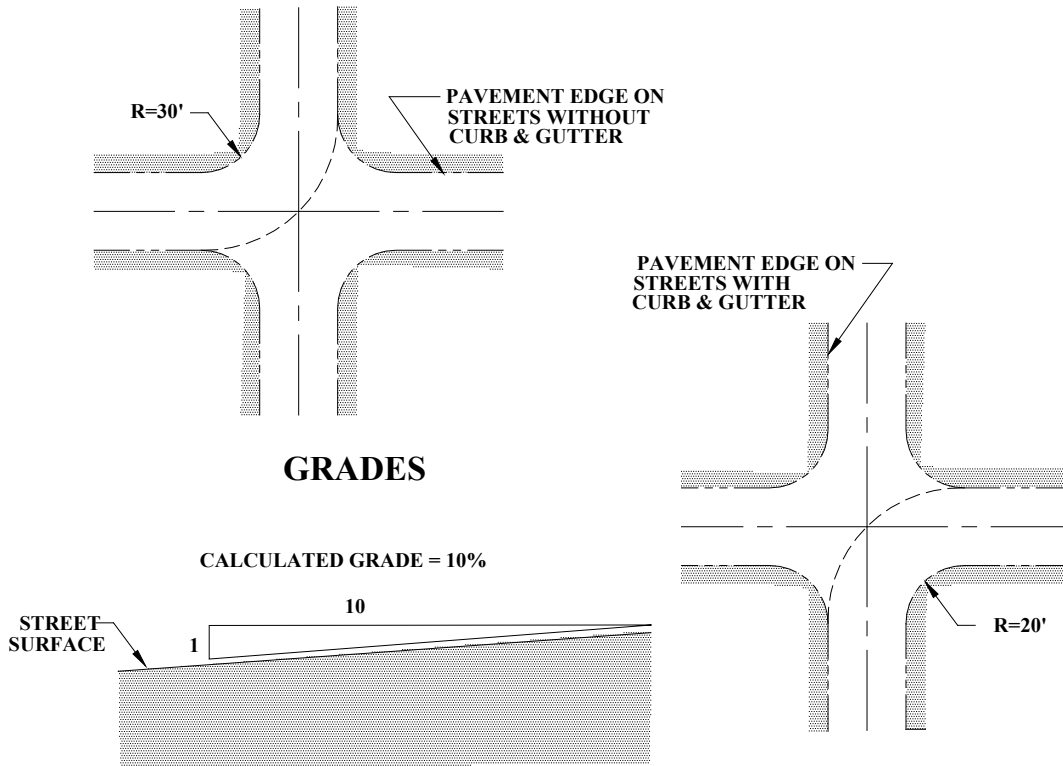 R=30'
PAVEMENT EDGE ON
STREETS WITHOUT
CURB & GUTTER
PAVEMENT EDGE ON
STREETS WITH
CURB & GUTTER
R=20'
GRADES
CALCULATED GRADE = 10%
10
1
STREET
SURFACE